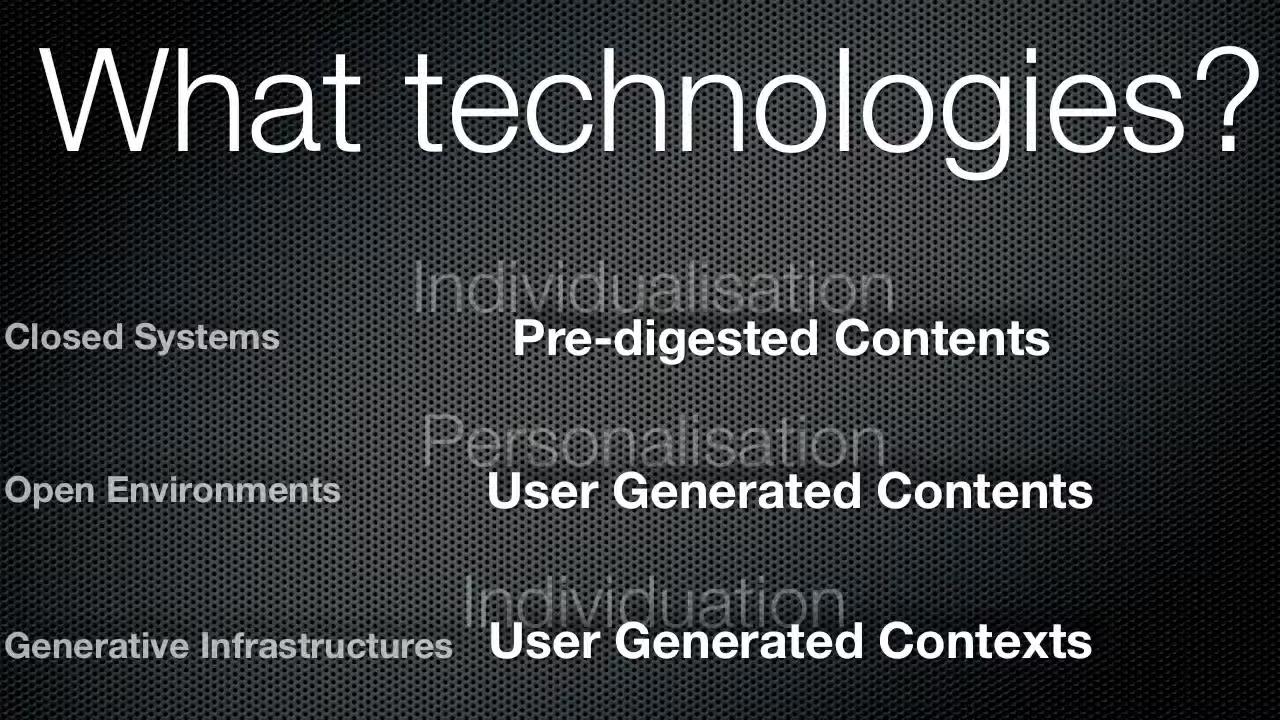 What technologies?
Individualisation
Closed Systems
Pre-digested Contents
Personalisation
Open Environments
User Generated Contents
Individuation
Generative Infrastructures
User Generated Contexts